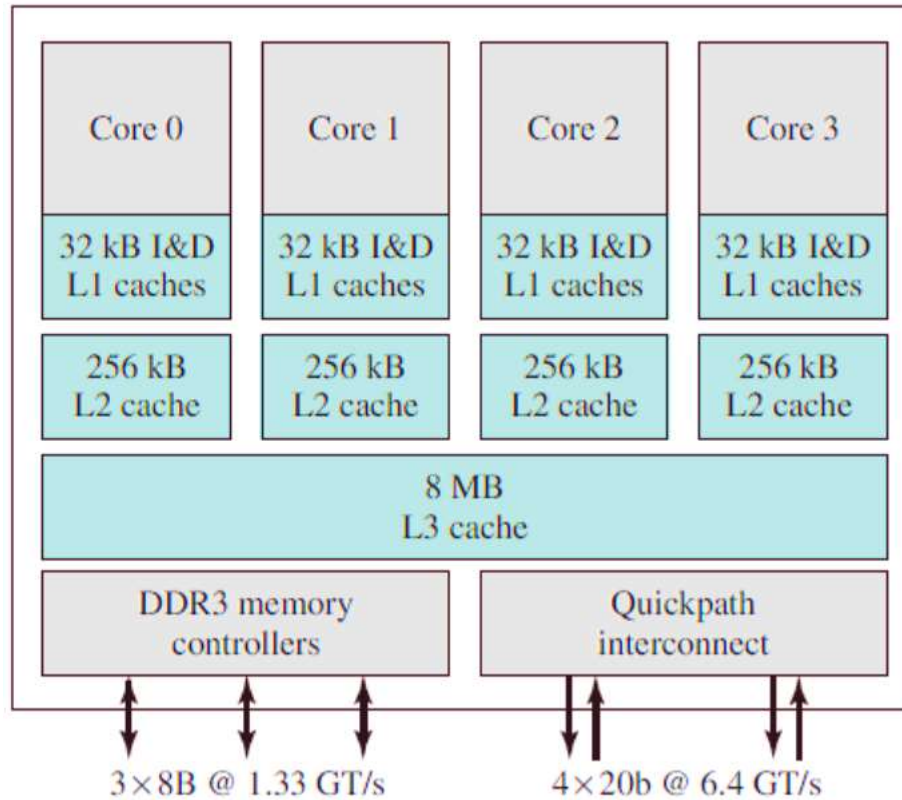 Core 0
Core 1
Core 2
Core 3
32 kB I&D
L1 caches
32 kB I&D
L1 caches
32 kB I&D
L1 caches
32 kB I&D
L1 caches
256 kB
L2 cache
256 kB
L2 cache
256 kB
L2 cache
256 kB
L2 cache
8 MB
L3 cache
DDR3 memory
controllers
Quickpath
interconnect
3×8B @ 1.33 GT/s
4×20b @ 6.4 GT/s